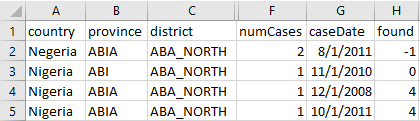 A B C F G H
1 country province district numCases caseDate found
2 Negeria ABIA ABA_NORTH 2 8/1/2011 -1
3 Nigeria ABI ABA_NORTH 1 11/1/2010 0
4 Nigeria ABIA ABA_NORTH 1 12/1/2008 4
5 Nigeria ABIA ABA_NORTH 1 10/1/2011 4